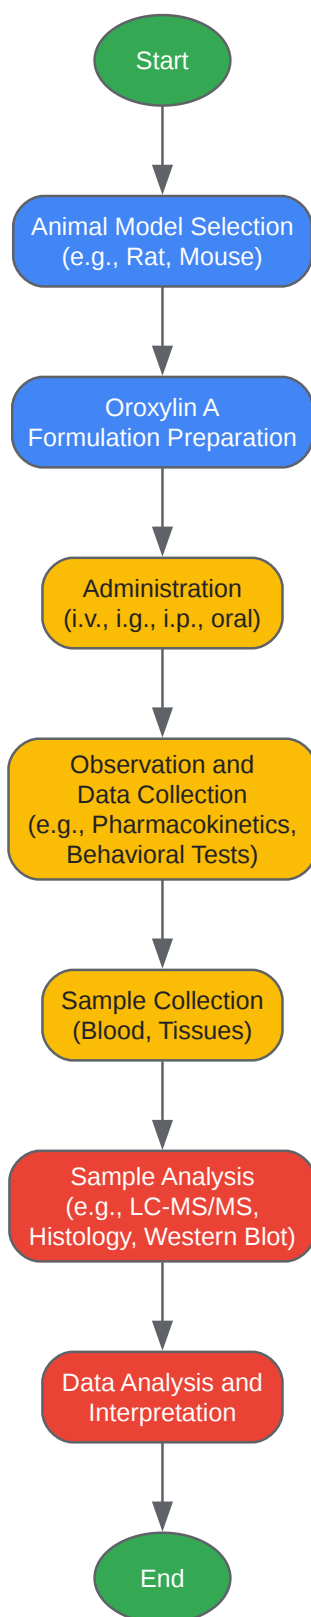 Start
Animal Model Selection
(e.g., Rat, Mouse)
Oroxylin A
Formulation Preparation
Administration
(i.v., i.g., i.p., oral)
Observation and
Data Collection
(e.g., Pharmacokinetics,
Behavioral Tests)
Sample Collection
(Blood, Tissues)
Sample Analysis
(e.g., LC-MS/MS,
Histology, Western Blot)
Data Analysis and
Interpretation
End